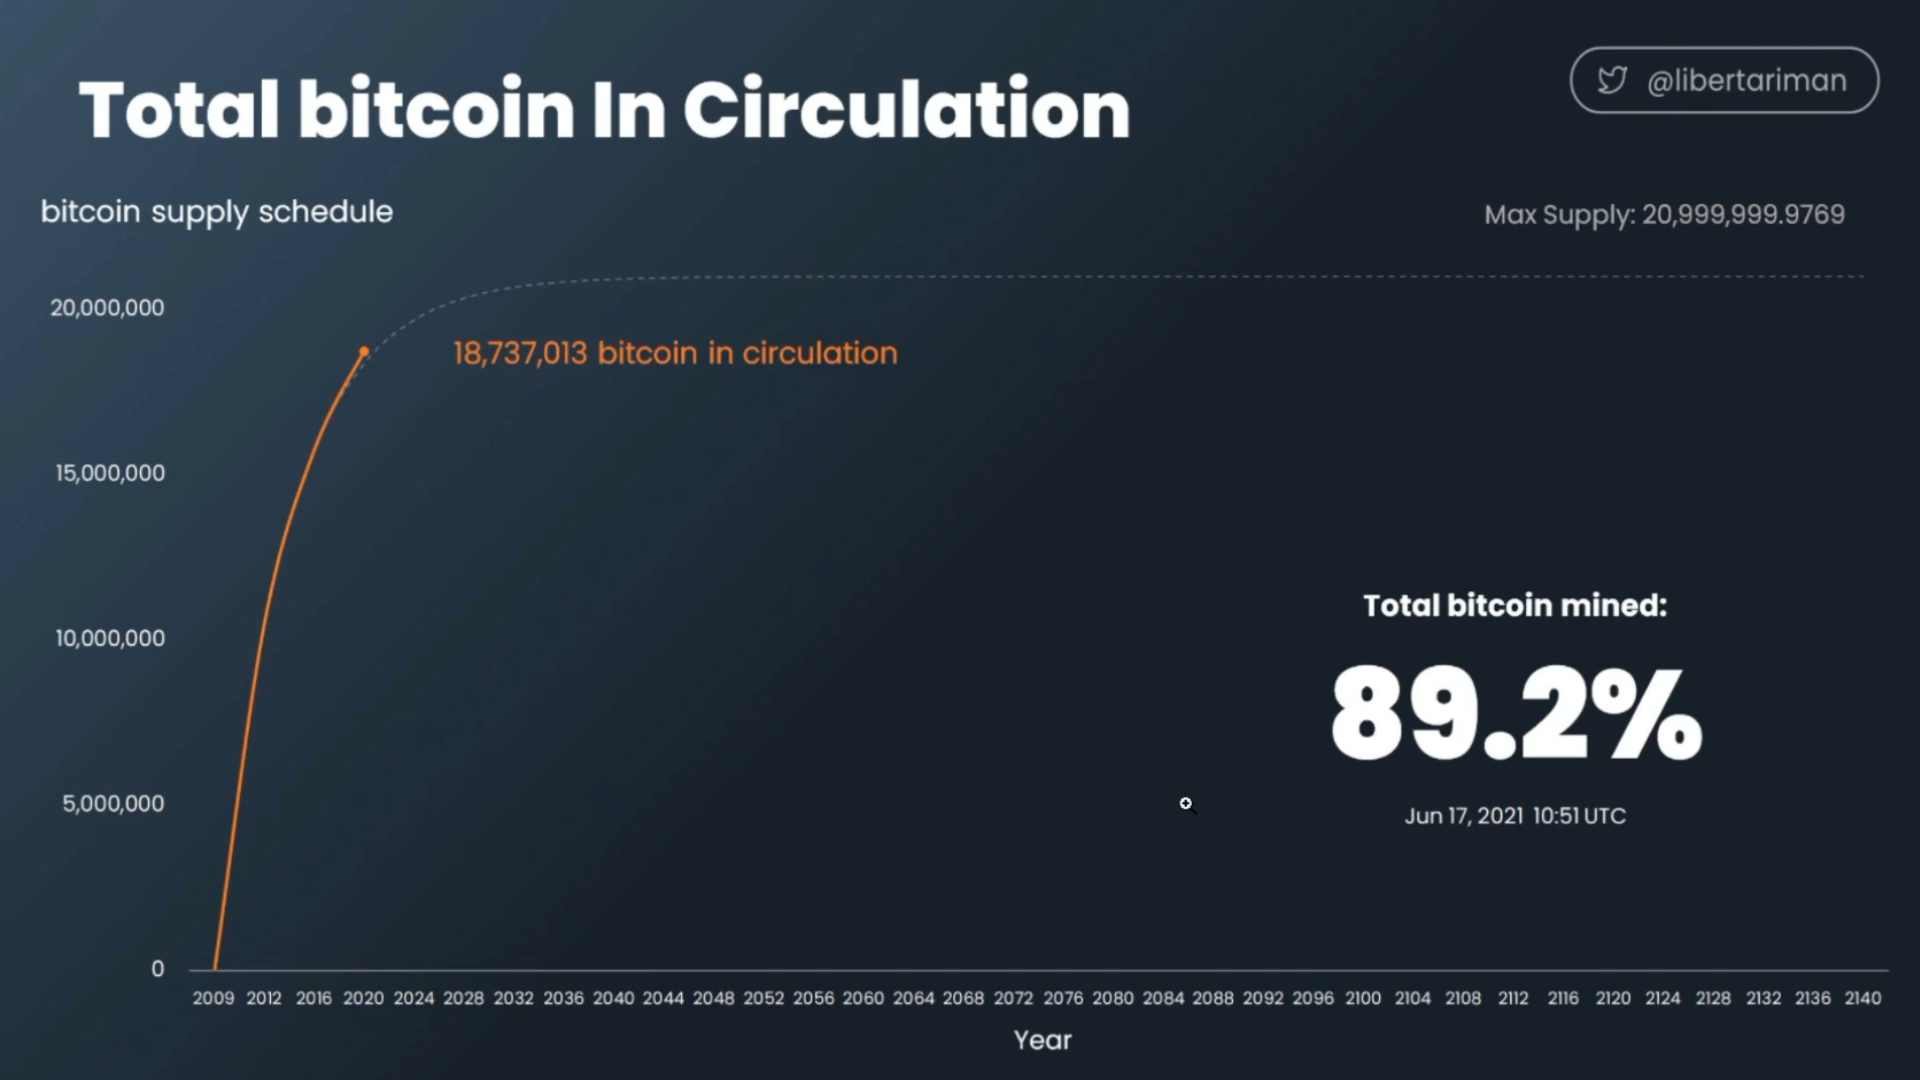 Total bitcoin In Circulation
@libertariman
bitcoin supply schedule
Max Supply: 20,999,999.9769
20,000,000
18,737,013 bitcoin in circulation
15,000,000
10,000,000
5,000,000
0
Total bitcoin mined:
89.2%
Jun 17, 2021 10:51 UTC
2009 2012 2016 2020 2024 2028 2032 2036 2040 2044 2048 2052 2056 2060 2064 2068 2072 2076 2080 2084 2088 2092 2096 2100 2104 2108 2112 2116 2120 2124 2128 2132 2136 2140
Year